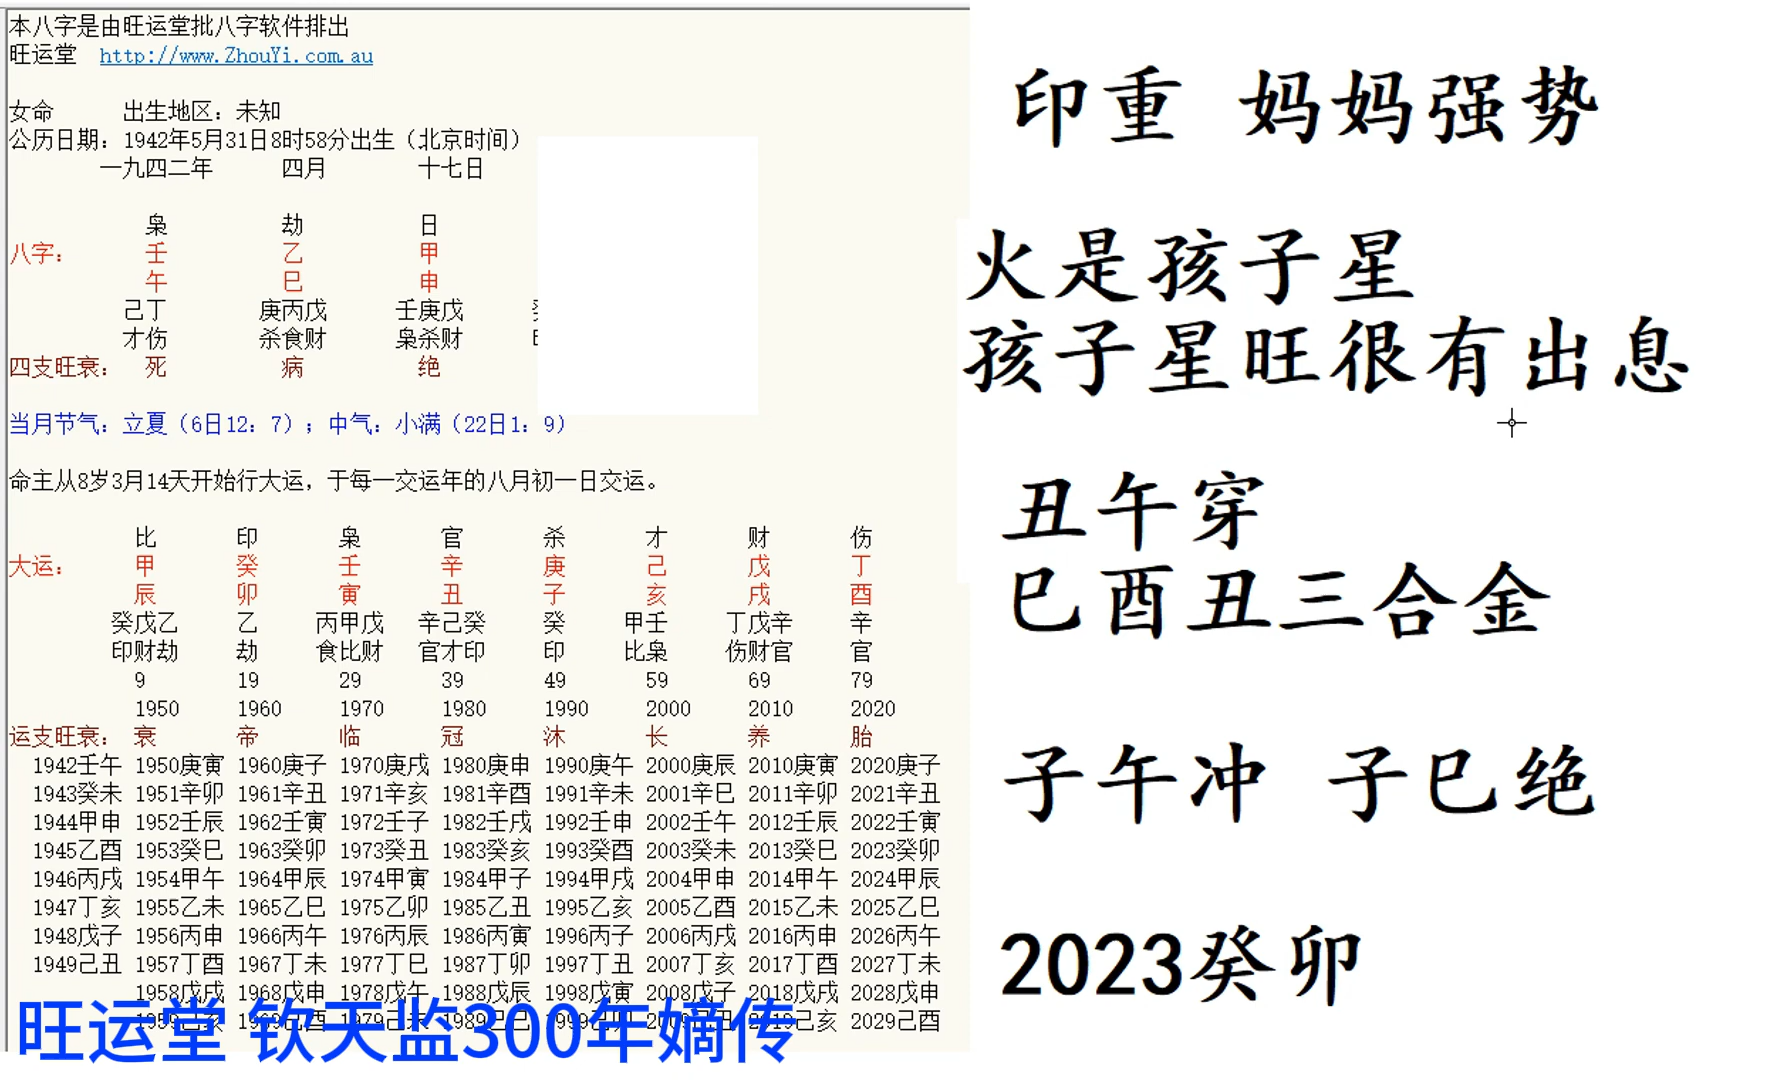 本八字是由旺运堂批八字软件排出
旺运堂 http://www.ZhouYi.com.au
女命 出生地区：未知
公历日期：1942年5月31日8时58分出生（北京时间）
一九四二年 四月 十七日
枭 劫 日
八字： 壬 乙 甲
午 巳 申
己丁 庚丙戊 壬庚戊
才伤 杀食财 枭杀财
四支旺衰： 死 病 绝
当月节气：立夏（6日12：7）；中气：小满（22日1：9）
命主从8岁3月14天开始行大运，于每一交运年的八月初一日交运。
比 印 枭 官 杀 才 财 伤
大运： 甲 癸 壬 辛 庚 己 戊 丁
辰 卯 寅 丑 子 亥 戌 酉
癸戊乙 乙 丙甲戊 辛己癸 癸 甲壬 丁戊辛 辛
印财劫 劫 食比财 官才印 印 比枭 伤财官 官
9 19 29 39 49 59 69 79
1950 1960 1970 1980 1990 2000 2010 2020
运支旺衰： 衰 帝 临 冠 沐 长 养 胎
1942壬午 1950庚寅 1960庚子 1970庚戌 1980庚申 1990庚午 2000庚辰 2010庚寅 2020庚子
1943癸未 1951辛卯 1961辛丑 1971辛亥 1981辛酉 1991辛未 2001辛巳 2011辛卯 2021辛丑
1944甲申 1952壬辰 1962壬寅 1972壬子 1982壬戌 1992壬申 2002壬午 2012壬辰 2022壬寅
1945乙酉 1953癸巳 1963癸卯 1973癸丑 1983癸亥 1993癸酉 2003癸未 2013癸巳 2023癸卯
1946丙戌 1954甲午 1964甲辰 1974甲寅 1984甲子 1994甲戌 2004甲申 2014甲午 2024甲辰
1947丁亥 1955乙未 1965乙巳 1975乙卯 1985乙丑 1995乙亥 2005乙酉 2015乙未 2025乙巳
1948戊子 1956丙申 1966丙午 1976丙辰 1986丙寅 1996丙子 2006丙戌 2016丙申 2026丙午
1949己丑 1957丁酉 1967丁未 1977丁巳 1987丁卯 1997丁丑 2007丁亥 2017丁酉 2027丁未
1958戊戌 1968戊申 1978戊午 1988戊辰 1998戊寅 2008戊子 2018戊戌 2028戊申
2029己酉
旺运堂 钦天监300年嫡传
印重 妈妈强势
火是孩子星
孩子星旺很有出息
丑午穿
巳酉丑三合金
子午冲 子巳绝
2023癸卯